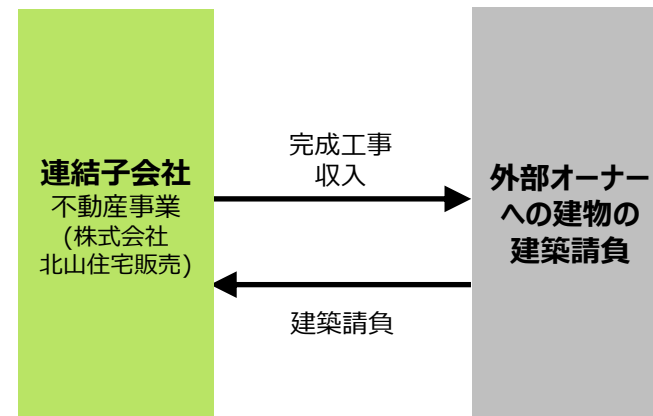 連結子会社
不動産事業
(株式会社
北山住宅販売)
完成工事
収入
建築請負
外部オーナー
への建物の
建築請負